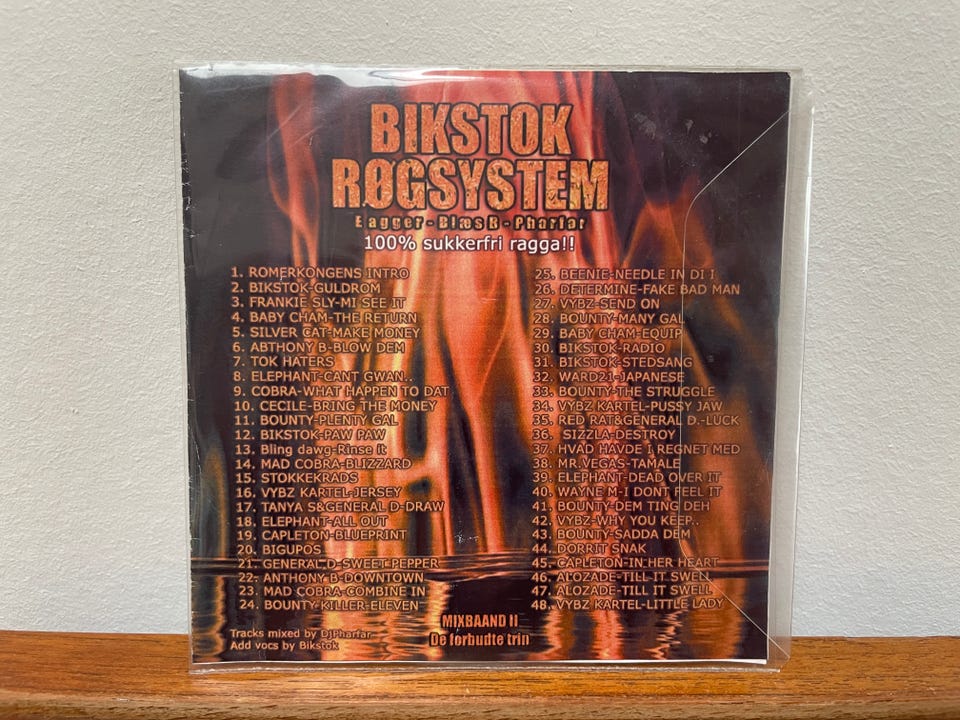 BIKSTOK
RØGSYSTEM
Eagger - Blæs B - Pharfar
100% sukkerfri ragga!!
1. ROMERKONGENS INTRO
2. BIKSTOK-GULDROM
3. FRANKIE SLY-MI SEE IT
4. BABY CHAM-THE RETURN
5. SILVER CAT-MAKE MONEY
6. ABTHONY B-BLOW DEM
7. TOK HATERS
8. ELEPHANT-CANT GWAN..
9. COBRA-WHAT HAPPEN TO DAT
10. CECILE-BRING THE MONEY
11. BOUNTY-PLENTY GAL
12. BIKSTOK-PAW PAW
13. Bling dawg-Rinse it
14. MAD COBRA-BLIZZARD
15. STOKKEKRADS
16. VYBZ KARTEL-JERSEY
17. TANYA S&GENERAL D-DRAW
18. ELEPHANT-ALL OUT
19. CAPLETON-BLUEPRINT
20. BIGUPOS
21. GENERAL D-SWEET PEPPER
22. ANTHONY B-DOWNTOWN
23. MAD COBRA-COMBINE IN
24. BOUNTY-KILLER-ELEVEN
25. BEENIE-NEEDLE IN DI I
26. DETERMINE-FAKE BAD MAN
27. VYBZ-SEND ON
28. BOUNTY-MANY GAL
29. BABY CHAM-EQUIP
30. BIKSTOK-RADIO
31. BIKSTOK-STEDSANG
32. WARD21-JAPANESE
33. BOUNTY-THE STRUGGLE
34. VYBZ KARTEL-PUSSY JAW
35. RED RAT&GENERAL D.-LUCK
36. SIZZLA-DESTROY
37. HVAD HAVDE I REGNET MED
38. MR.VEGAS-TAMALE
39. ELEPHANT-DEAD OVER IT
40. WAYNE M-I DONT FEEL IT
41. BOUNTY-DEM TING DEH
42. VYBZ-WHY YOU KEEP..
43. BOUNTY-SADDA DEM
44. DORRIT SNAK
45. CAPLETON-IN HER HEART
46. ALOZADE-TILL IT SWELL
47. ALOZADE-TILL IT SWELL
48. VYBZ KARTEL-LITTLE LADY
Tracks mixed by DjPharfar
Add vocs by Bikstok
MIXBAAND II
De forbudte trin